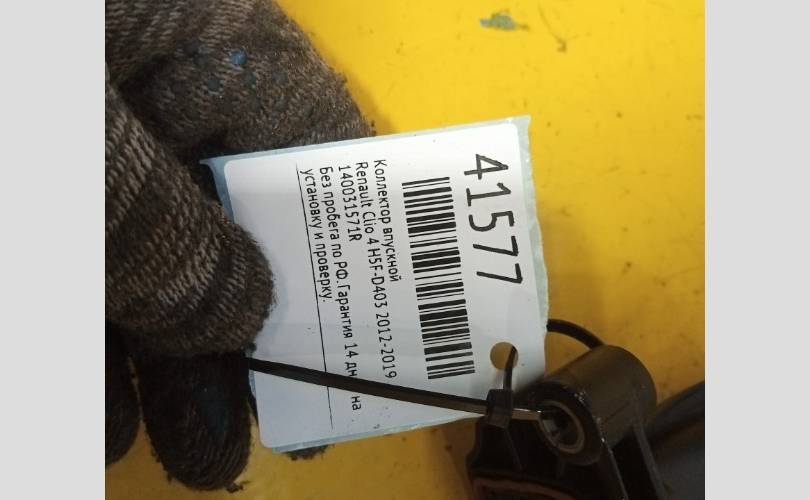 41577
Коллектор впускной
Renault Clio 4 H5F-D403 2012-2019
140031571R
Без пробега по РФ.Гарантия 14 дн на
установку и проверку.